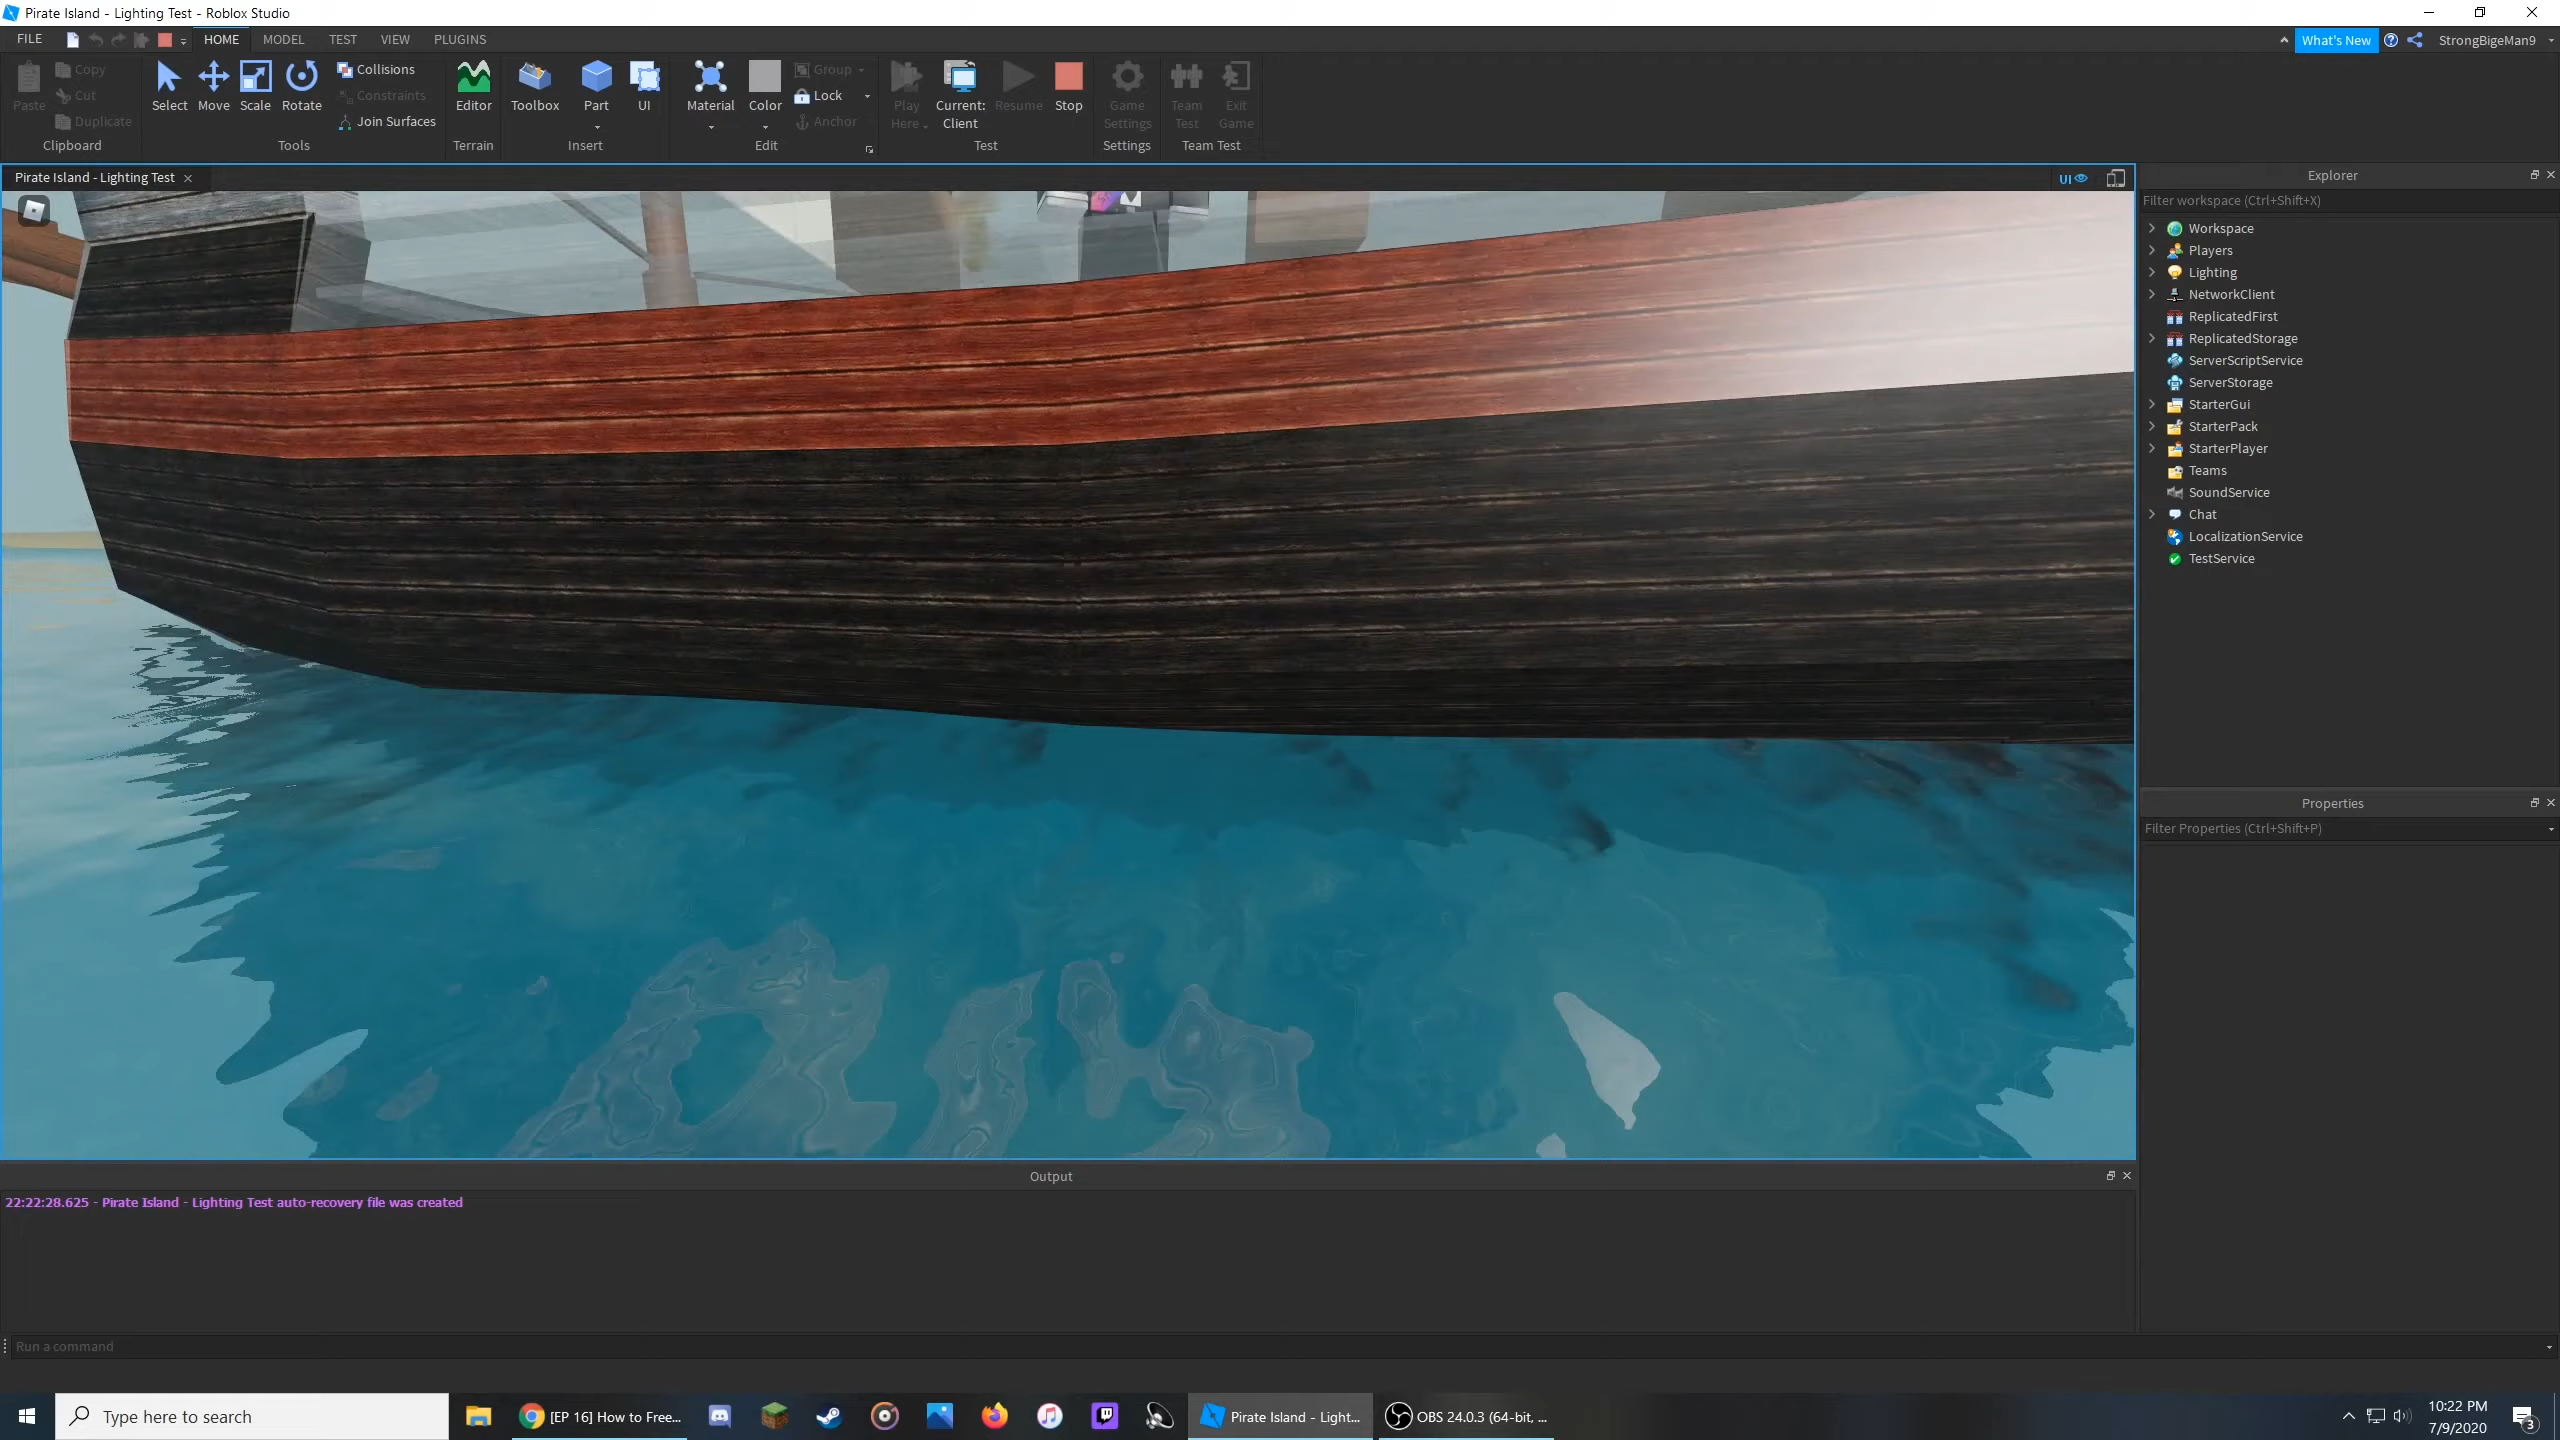 Pirate Island - Lighting Test - Roblox Studio
FILE HOME MODEL TEST VIEW PLUGINS What's New StrongBigeMan9
Paste Copy Cut Duplicate Clipboard
Select Move Scale Rotate Collisions Constraints Join Surfaces Tools
Editor Terrain
Toolbox Part UI Insert
Material Color Group Lock Anchor Edit
Play Here Current: Client Resume Stop Test
Game Settings Settings
Team Test Exit Game Team Test
Pirate Island - Lighting Test UI
Explorer
Filter workspace (Ctrl+Shift+X)
Workspace
Players
Lighting
NetworkClient
ReplicatedFirst
ReplicatedStorage
ServerScriptService
ServerStorage
StarterGui
StarterPack
StarterPlayer
Teams
SoundService
Chat
LocalizationService
TestService
Properties
Filter Properties (Ctrl+Shift+P)
Output
22:22:28.625 - Pirate Island - Lighting Test auto-recovery file was created
Run a command
Type here to search
[EP 16] How to Free...
Pirate Island - Light...
OBS 24.0.3 (64-bit, ...
10:22 PM
7/9/2020
3